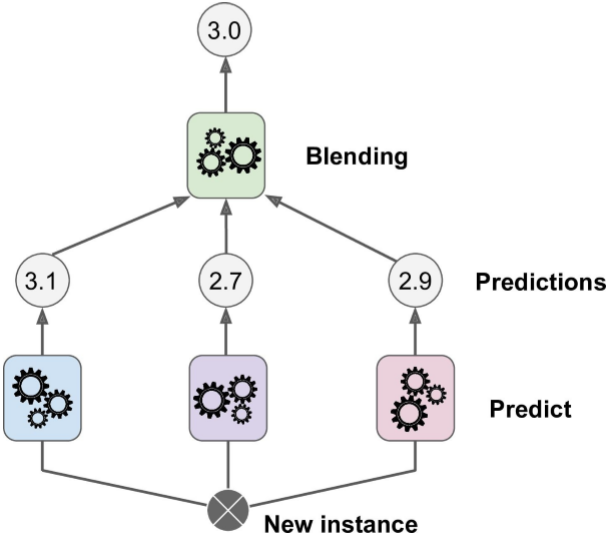 3.0
Blending
3.1
2.7
2.9
Predictions
Predict
New instance